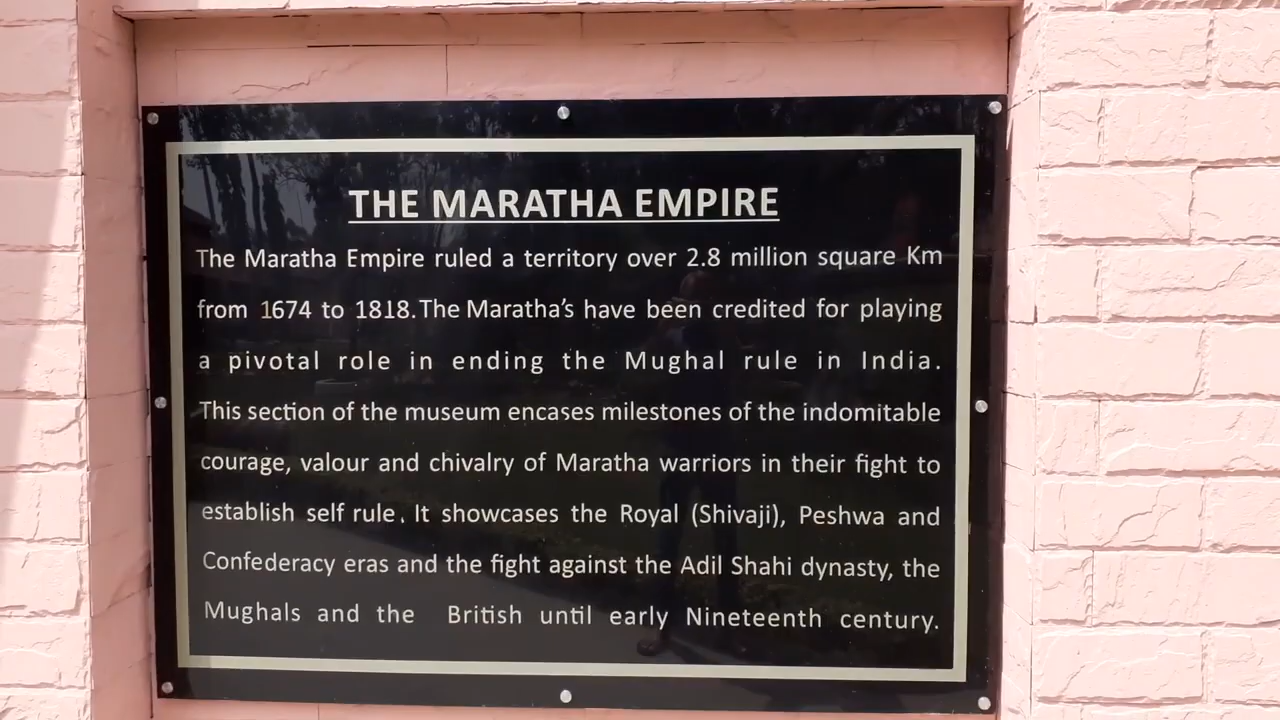 THE MARATHA EMPIRE
The Maratha Empire ruled a territory over 2.8 million square Km
from 1674 to 1818.The Maratha's have been credited for playing
a pivotal role in ending the Mughal rule in India.
This section of the museum encases milestones of the indomitable
courage, valour and chivalry of Maratha warriors in their fight to
establish self rule. It showcases the Royal (Shivaji), Peshwa and
Confederacy eras and the fight against the Adil Shahi dynasty, the
Mughals and the British until early Nineteenth century.